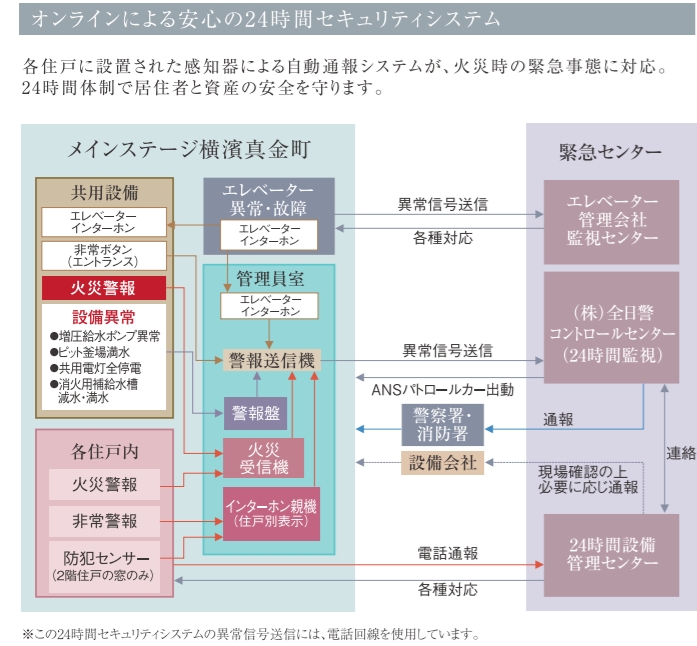 オンラインによる安心の24時間セキュリティシステム
各住戸に設置された感知器による自動通報システムが、火災時の緊急事態に対応。
24時間体制で居住者と資産の安全を守ります。
メインステージ横濱真金町
共用設備
エレベーター
インターホン
非常ボタン
(エントランス)
火災警報
設備異常
●増圧給水ポンプ異常
●ピット釜場満水
●共用電灯全停電
●消火用補給水槽
減水・満水
各住戸内
火災警報
非常警報
防犯センサー
(2階住戸の窓のみ)
エレベーター
異常・故障
エレベーター
インターホン
管理員室
エレベーター
インターホン
警報送信機
警報盤
火災
受信機
インターホン親機
(住戸別表示)
異常信号送信
各種対応
異常信号送信
ANSパトロールカー出動
警察署・
消防署
通報
設備会社
現場確認の上
必要に応じ通報
連絡
電話通報
各種対応
緊急センター
エレベーター
管理会社
監視センター
(株)全日警
コントロールセンター
(24時間監視)
24時間設備
管理センター
※この24時間セキュリティシステムの異常信号送信には、電話回線を使用しています。